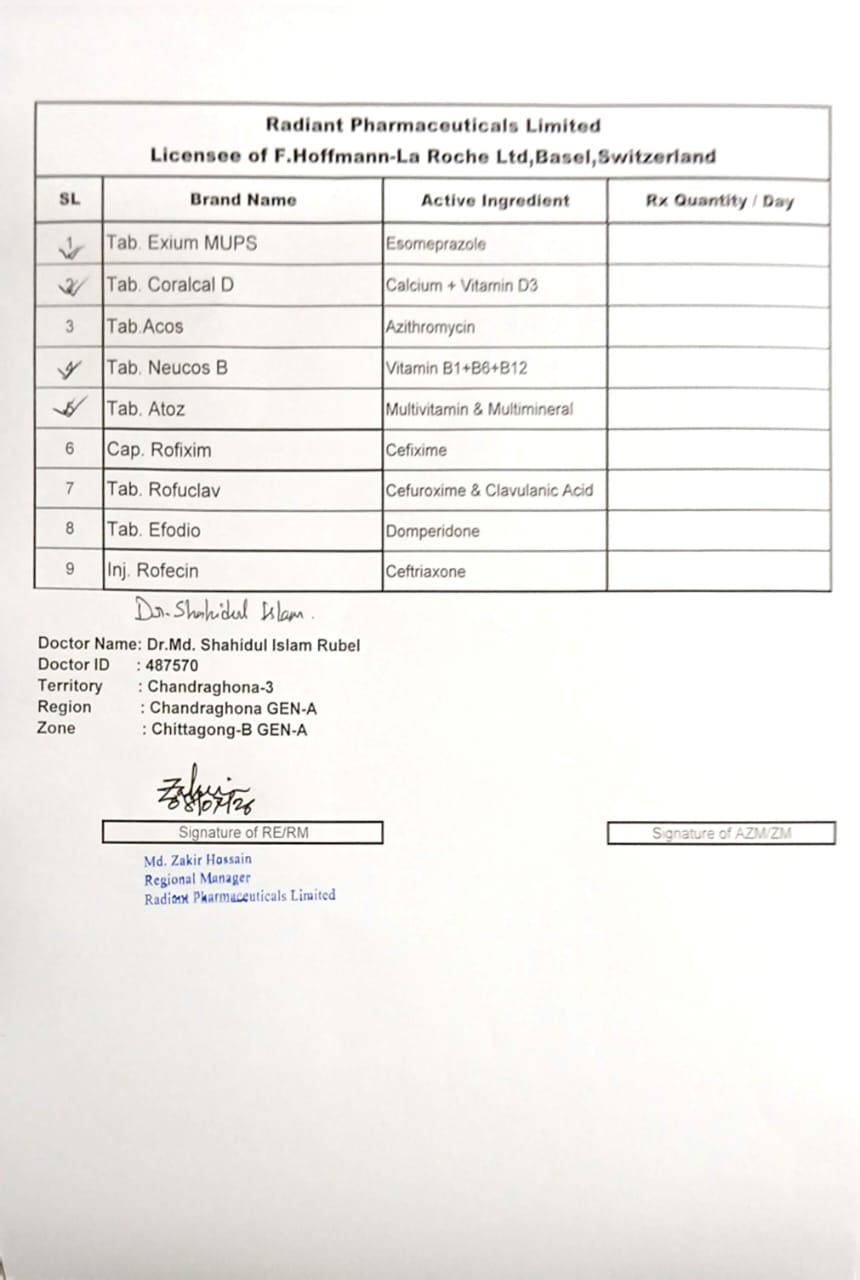 Radiant Pharmaceuticals Limited
Licensee of F.Hoffmann-La Roche Ltd,Basel,Switzerland
SL Brand Name Active Ingredient Rx Quantity / Day
1 Tab. Exium MUPS Esomeprazole
2 Tab. Coralcal D Calcium + Vitamin D3
3 Tab.Acos Azithromycin
4 Tab. Neucos B Vitamin B1+B6+B12
5 Tab. Atoz Multivitamin & Multimineral
6 Cap. Rofixim Cefixime
7 Tab. Rofuclav Cefuroxime & Clavulanic Acid
8 Tab. Efodio Domperidone
9 Inj. Rofecin Ceftriaxone
Dr. Shahidul Islam.
Doctor Name: Dr.Md. Shahidul Islam Rubel
Doctor ID : 487570
Territory : Chandraghona-3
Region : Chandraghona GEN-A
Zone : Chittagong-B GEN-A
08/07/26
Signature of RE/RM Signature of AZM/ZM
Md. Zakir Hossain
Regional Manager
Radiant Pharmaceuticals Limited